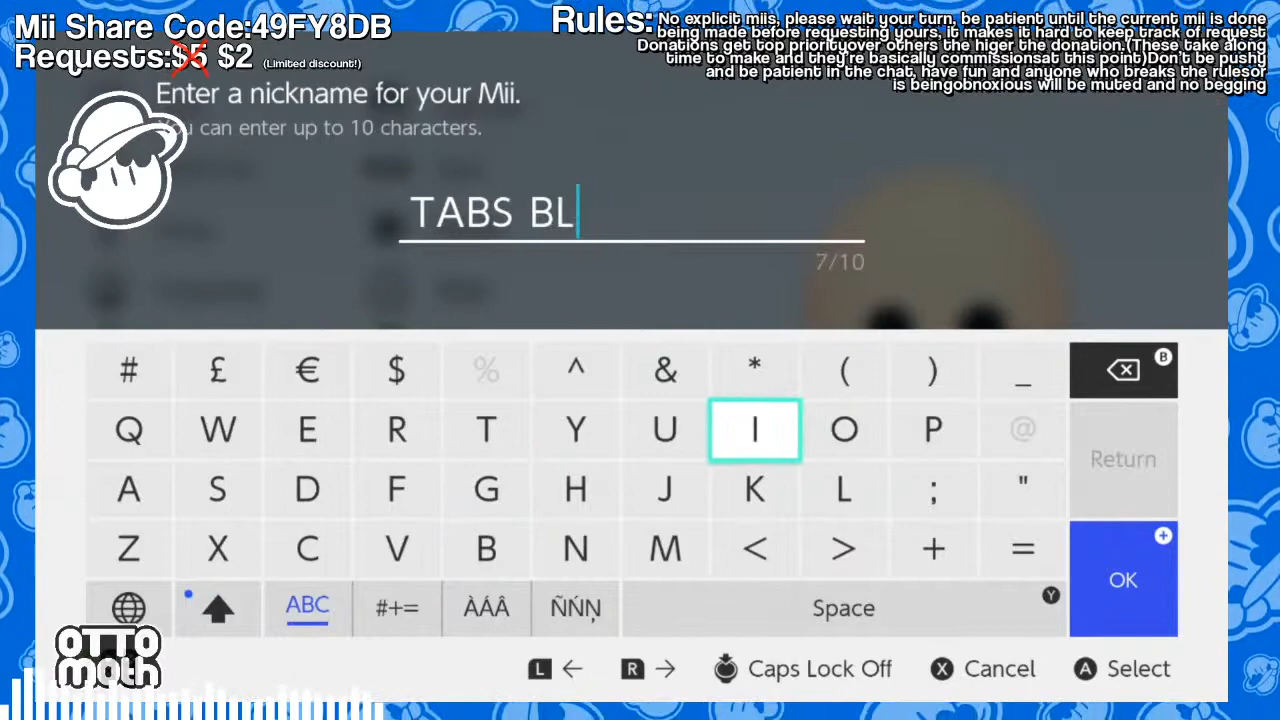 Mii Share Code:49FY8DB
Requests:$5 $2 (Limited discount!)
Rules: No explicit miis, please wait your turn, be patient until the current mii is done
being made before requesting yours, it makes it hard to keep track of request
Donations get top priorityover others the higer the donation.(These take along
time to make and they're basically commissionsat this point)Don't be pushy
and be patient in the chat, have fun and anyone who breaks the rulesor
is beingobnoxious will be muted and no begging
Enter a nickname for your Mii.
You can enter up to 10 characters.
TABS BL
7/10
# £ € $ % ^ & * ( ) _ B
Q W E R T Y U I O P @ Return
A S D F G H J K L ; "
Z X C V B N M < > + = OK
ABC #+= ÀÁÂ ÑŃŅ Space Y
OTTO
moth
L ← R → Caps Lock Off X Cancel A Select